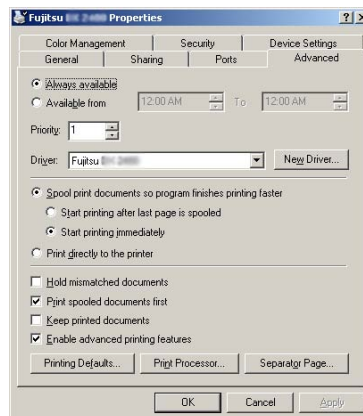 Fujitsu Properties
Color Management Security Device Settings
General Sharing Ports Advanced
Always available
Available from 12:00 AM To 12:00 AM
Priority: 1
Driver: Fujitsu New Driver...
Spool print documents so program finishes printing faster
Start printing after last page is spooled
Start printing immediately
Print directly to the printer
Hold mismatched documents
Print spooled documents first
Keep printed documents
Enable advanced printing features
Printing Defaults... Print Processor... Separator Page...
OK Cancel Apply